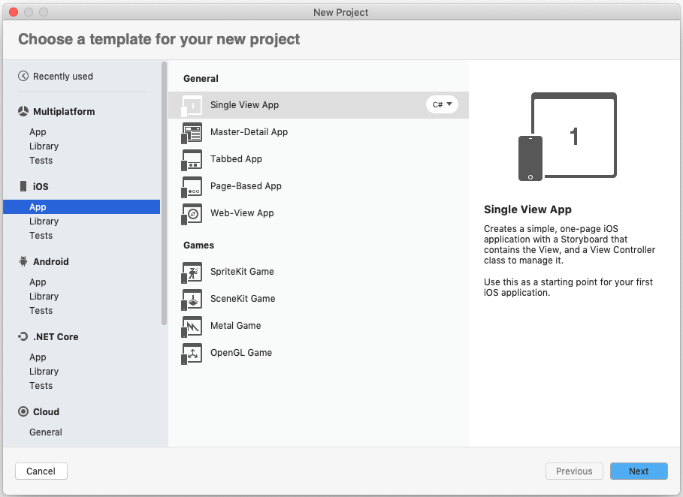 New Project
Choose a template for your new project
Recently used
Multiplatform
App
Library
Tests
iOS
App
Library
Tests
Android
App
Library
Tests
.NET Core
App
Library
Tests
Cloud
General
General
Single View App
C#
Master-Detail App
Tabbed App
Page-Based App
Web-View App
Games
SpriteKit Game
SceneKit Game
Metal Game
OpenGL Game
1
Single View App
Creates a simple, one-page iOS
application with a Storyboard that
contains the View, and a View Controller
class to manage it.
Use this as a starting point for your first
iOS application.
Cancel
Previous
Next